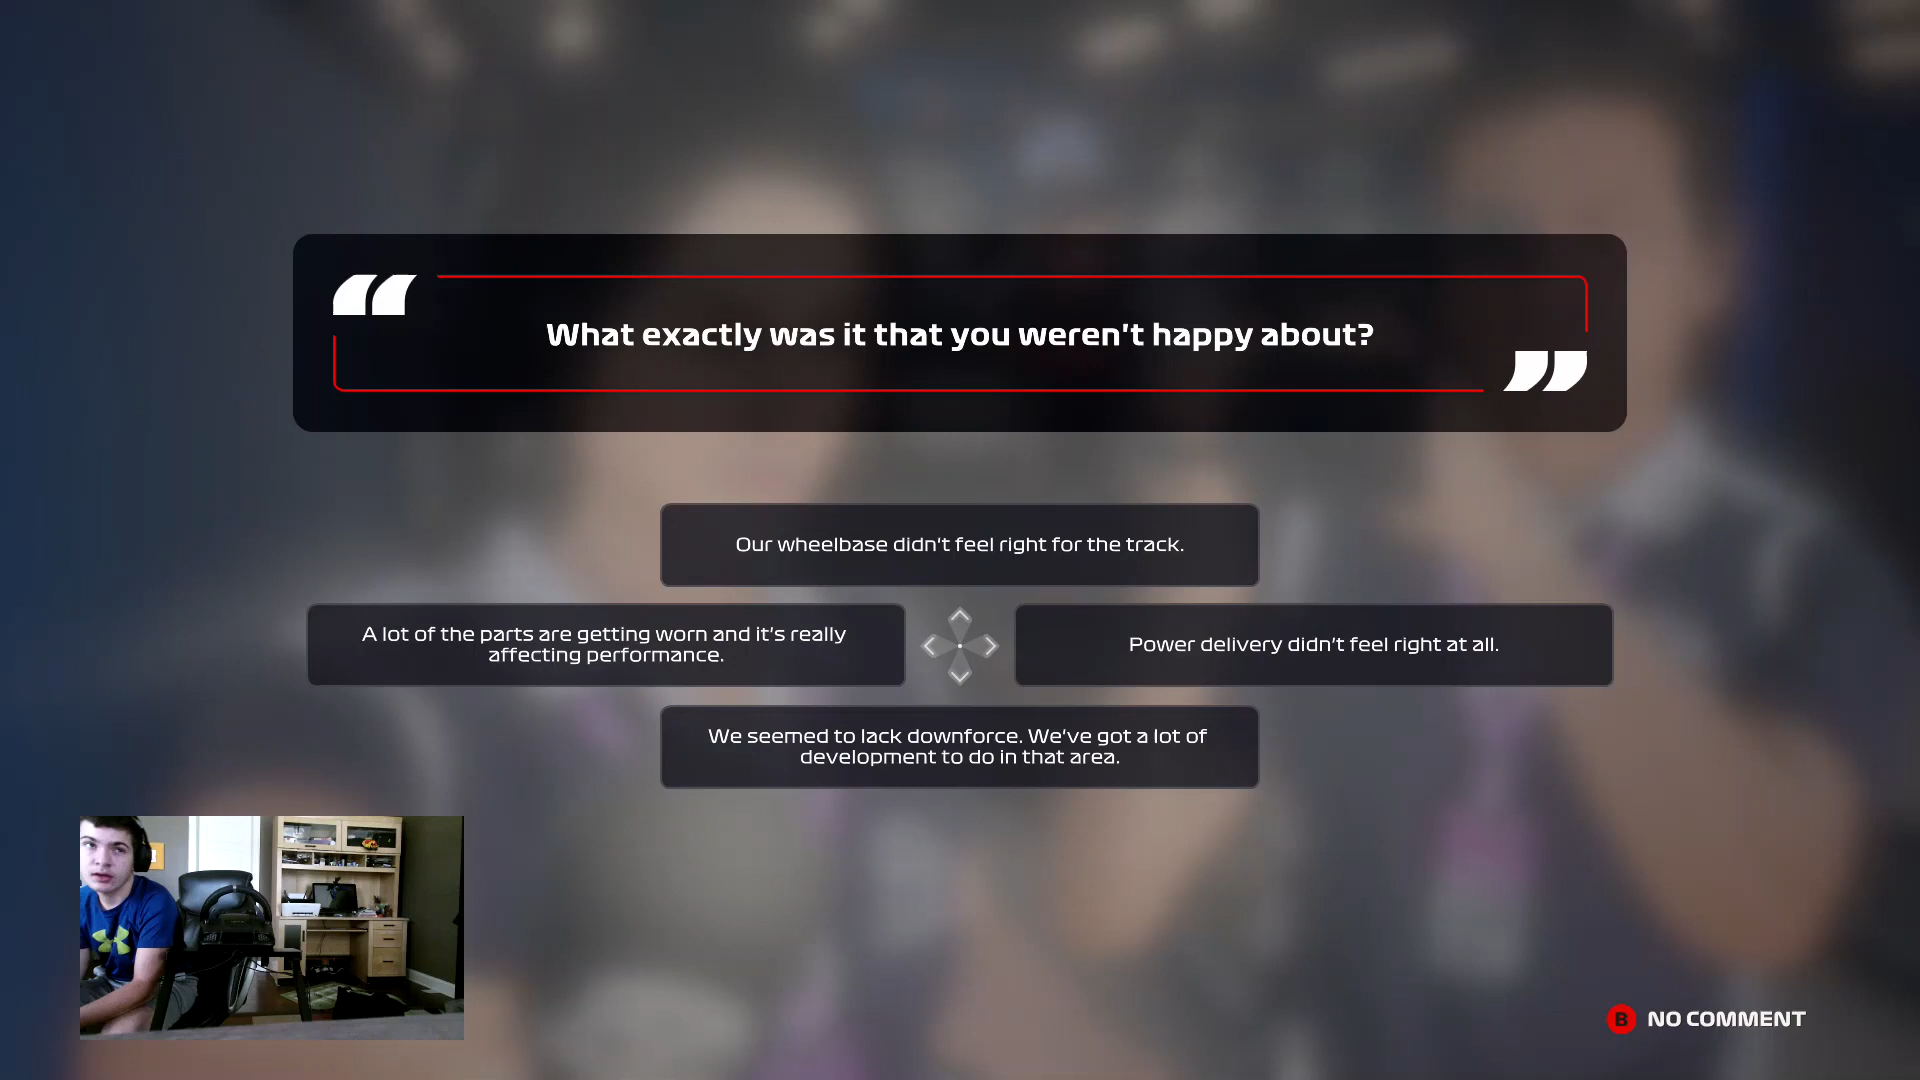 What exactly was it that you weren't happy about?
Our wheelbase didn't feel right for the track.
A lot of the parts are getting worn and it's really
affecting performance.
Power delivery didn't feel right at all.
We seemed to lack downforce. We've got a lot of
development to do in that area.
B NO COMMENT